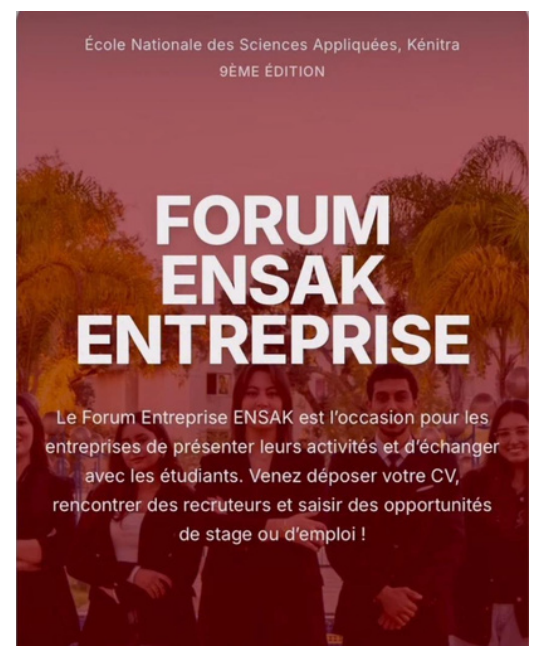 École Nationale des Sciences Appliquées, Kénitra
9ÈME ÉDITION
FORUM
ENSAK
ENTREPRISE
Le Forum Entreprise ENSAK est l’occasion pour les
entreprises de présenter leurs activités et d’échanger
avec les étudiants. Venez déposer votre CV,
rencontrer des recruteurs et saisir des opportunités
de stage ou d’emploi !